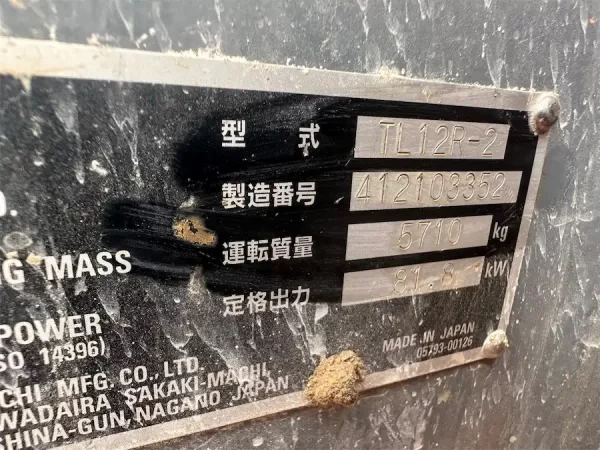 型 式 TL12R-2
製造番号 412103352
運転質量 5710 kg
定格出力 81.8 kW
G MASS
POWER
SO 14396)
MADE IN JAPAN
05793-00126
CHI MFG. CO., LTD.
WADAIRA SAKAKI-MACHI,
SHINA-GUN, NAGANO JAPAN